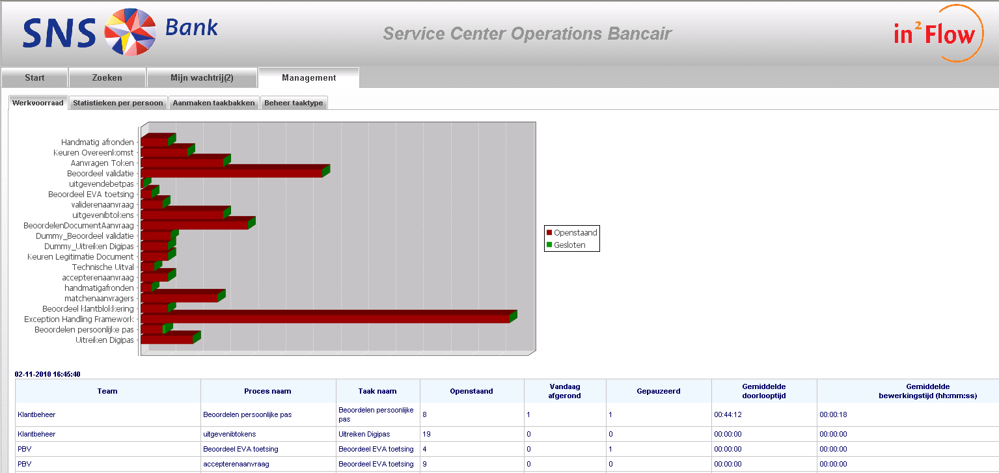 SNS Bank
Service Center Operations Bancair
in2Flow
Start Zoeken Mijn wachtrij(2) Management
Werkvoorraad Statistieken per persoon Aanmaken taakbakken Beheer taaktype
Handmatig afronden
Keuren Overeenkomst
Aanvragen Token
Beoordeel validatie
uitgevendebetpas
Beoordeel EVA toetsing
validerenaanvraag
uitgevenibtokens
BeoordelenDocumentAanvraag
Dummy_Beoordeel validatie
Dummy_Uitreiken Digipas
Keuren Legitimatie Document
Technische Uitval
accepterenaanvraag
handmatigafronden
matchenaanvragers
Beoordeel klantblokkering
Exception Handling Framework
Beoordelen persoonlijke pas
Uitreiken Digipas
Openstaand
Gesloten
02-11-2010 16:45:40
Team Proces naam Taak naam Openstaand Vandaag afgerond Gepauzeerd Gemiddelde doorlooptijd Gemiddelde bewerkingstijd (hh:mm:ss)
Klantbeheer Beoordelen persoonlijke pas Beoordelen persoonlijke pas 8 1 1 00:44:12 00:00:18
Klantbeheer uitgevenibtokens Uitreiken Digipas 19 0 0 00:00:00 00:00:00
PBV Beoordeel EVA toetsing Beoordeel EVA toetsing 4 0 1 00:00:00 00:00:00
PBV accepterenaanvraag Beoordeel EVA toetsing 9 0 0 00:00:00 00:00:00